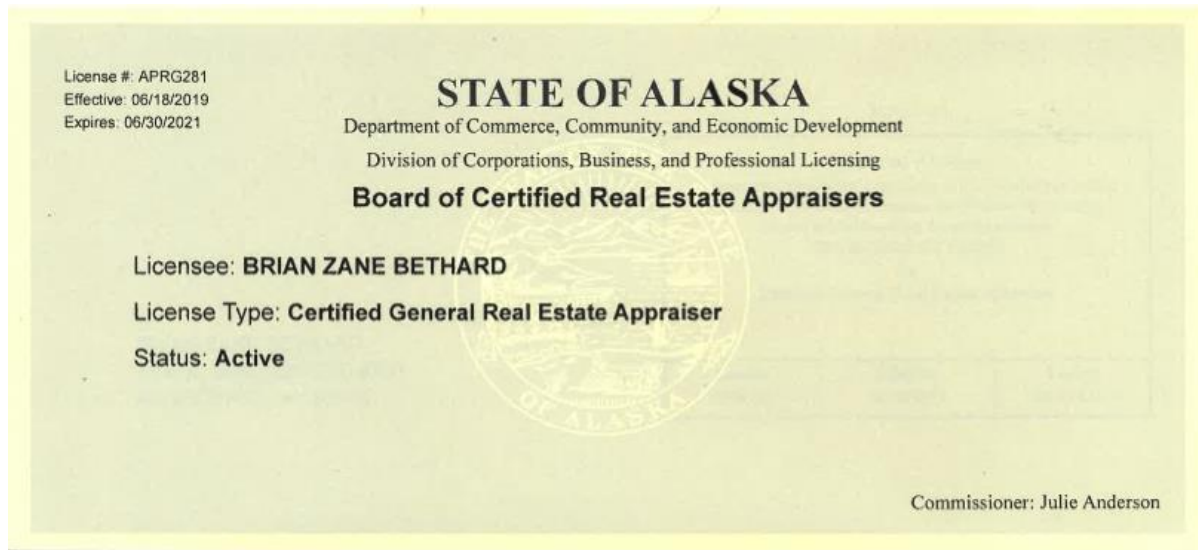 License #: APRG281
Effective: 06/18/2019
Expires: 06/30/2021
STATE OF ALASKA
Department of Commerce, Community, and Economic Development
Division of Corporations, Business, and Professional Licensing
Board of Certified Real Estate Appraisers
Licensee: BRIAN ZANE BETHARD
License Type: Certified General Real Estate Appraiser
Status: Active
OF ALASKA
Commissioner: Julie Anderson